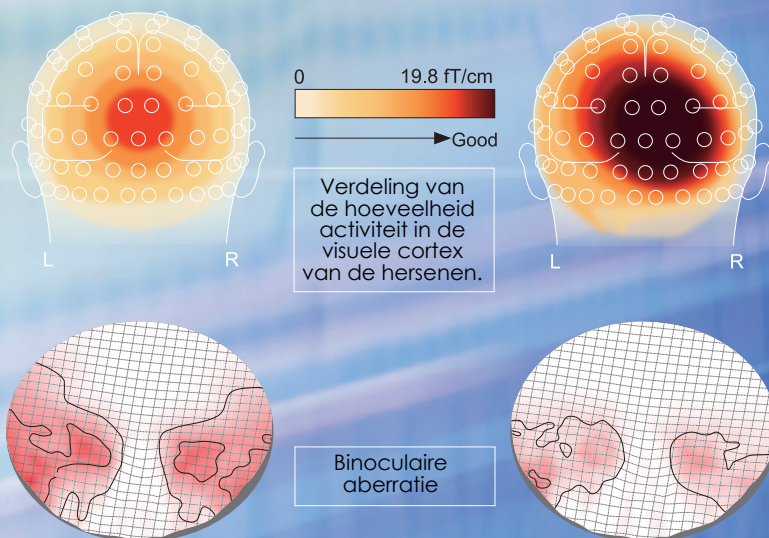 0 19.8 fT/cm
Good
Verdeling van
de hoeveelheid
activiteit in de
visuele cortex
van de hersenen.
L R
L R
Binoculaire
aberratie